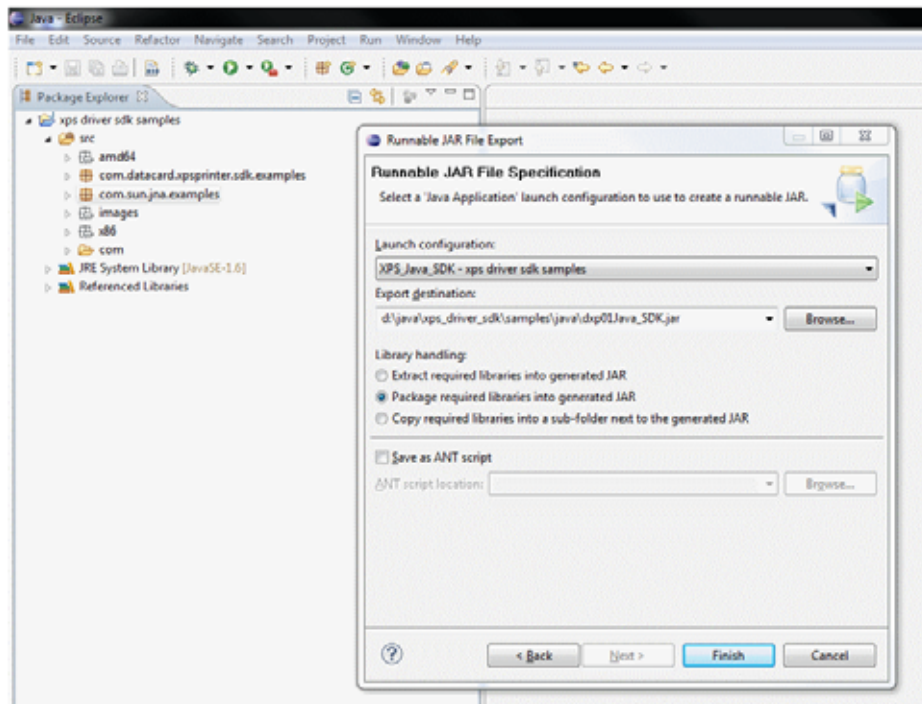 Java - Eclipse
File Edit Source Refactor Navigate Search Project Run Window Help
Package Explorer
xps driver sdk samples
src
amd64
com.datacard.xpsprinter.sdk.examples
com.sun.jna.examples
images
x86
com
JRE System Library [JavaSE-1.6]
Referenced Libraries
Runnable JAR File Export
Runnable JAR File Specification
Select a 'Java Application' launch configuration to use to create a runnable JAR.
Launch configuration:
XPS_Java_SDK - xps driver sdk samples
Export destination:
d:\java\xps_driver_sdk\samples\java\dxp01Java_SDK.jar
Browse...
Library handling:
Extract required libraries into generated JAR
Package required libraries into generated JAR
Copy required libraries into a sub-folder next to the generated JAR
Save as ANT script
ANT script location:
Browse...
?
< Back
Next >
Finish
Cancel